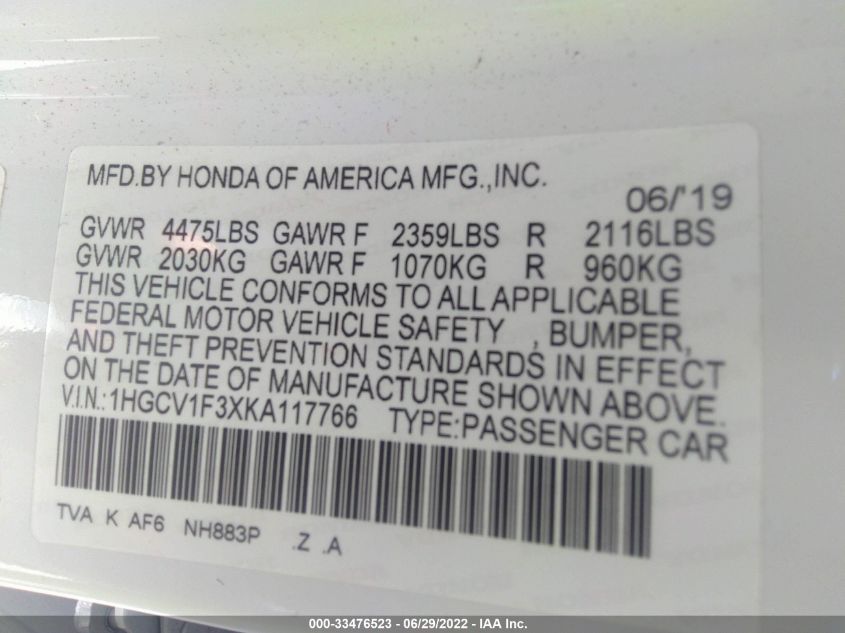 MFD.BY HONDA OF AMERICA MFG.,INC.
06/'19
GVWR 4475LBS GAWR F 2359LBS R 2116LBS
GVWR 2030KG GAWR F 1070KG R 960KG
THIS VEHICLE CONFORMS TO ALL APPLICABLE
FEDERAL MOTOR VEHICLE SAFETY , BUMPER,
AND THEFT PREVENTION STANDARDS IN EFFECT
ON THE DATE OF MANUFACTURE SHOWN ABOVE.
V.I.N.:1HGCV1F3XKA117766 TYPE:PASSENGER CAR
TVA K AF6 NH883P .Z .A
000-33476523 - 06/29/2022 - IAA Inc.